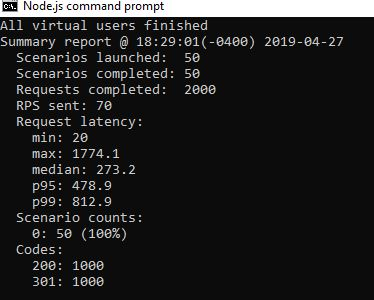 Node.js command prompt
All virtual users finished
Summary report @ 18:29:01(-0400) 2019-04-27
Scenarios launched: 50
Scenarios completed: 50
Requests completed: 2000
RPS sent: 70
Request latency:
min: 20
max: 1774.1
median: 273.2
p95: 478.9
p99: 812.9
Scenario counts:
0: 50 (100%)
Codes:
200: 1000
301: 1000